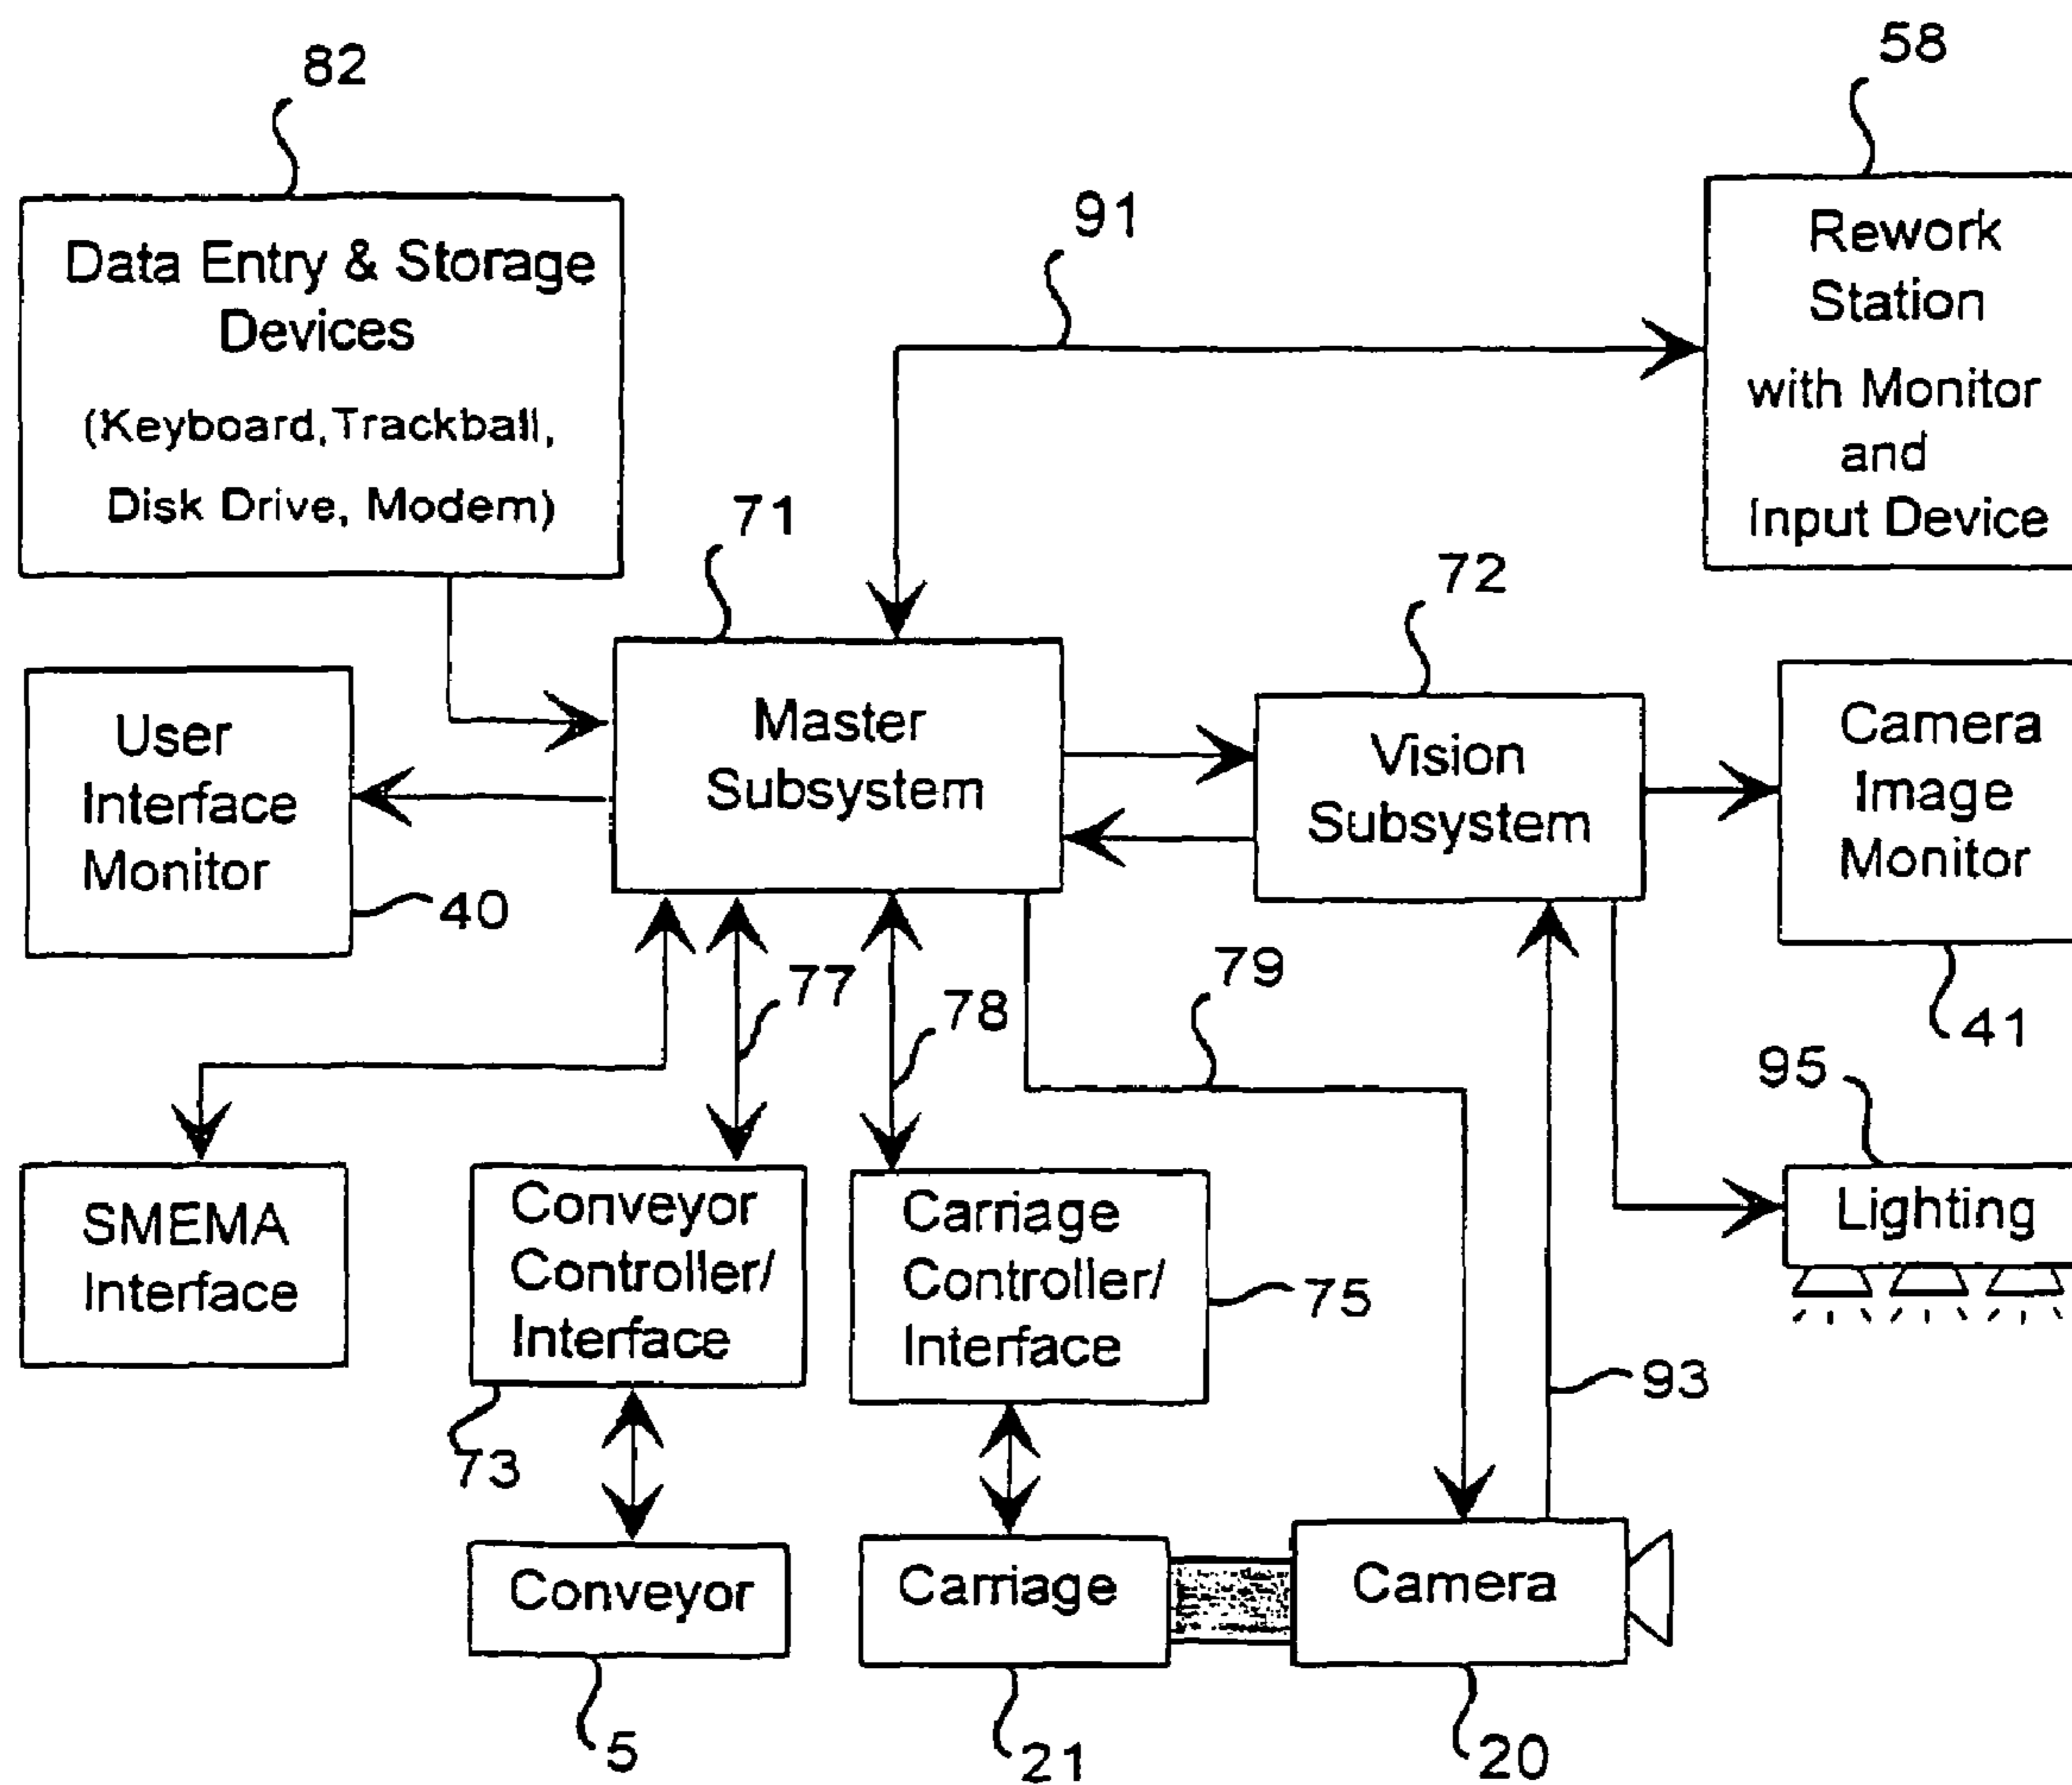 82
58
91
Data Entry & Storage
Devices
(Keyboard, Trackball,
Disk Drive, Modem)
Rework
Station
with Monitor
and
Input Device
71
72
User
Interface
Monitor
40
Master
Subsystem
Vision
Subsystem
Camera
Image
Monitor
41
77
78
79
95
SMEMA
Interface
Conveyor
Controller/
Interface
73
Carriage
Controller/
Interface
75
Lighting
93
Conveyor
5
Carriage
21
Camera
20